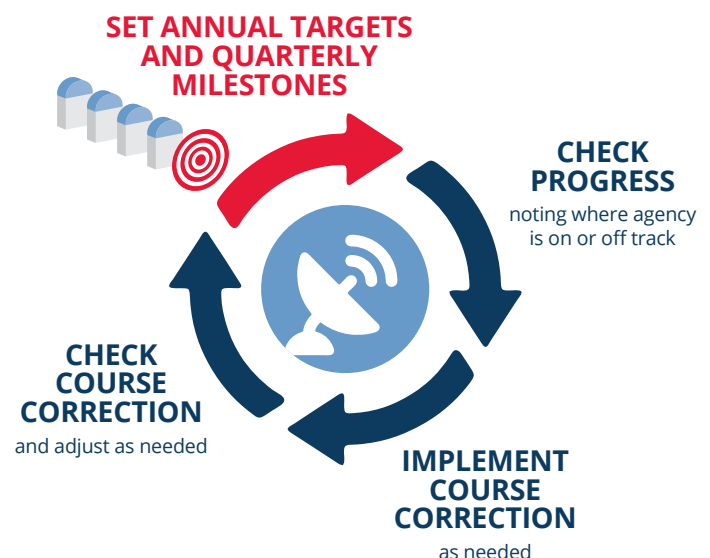 SET ANNUAL TARGETS
AND QUARTERLY
MILESTONES
CHECK
PROGRESS
noting where agency
is on or off track
IMPLEMENT
COURSE
CORRECTION
as needed
CHECK
COURSE
CORRECTION
and adjust as needed